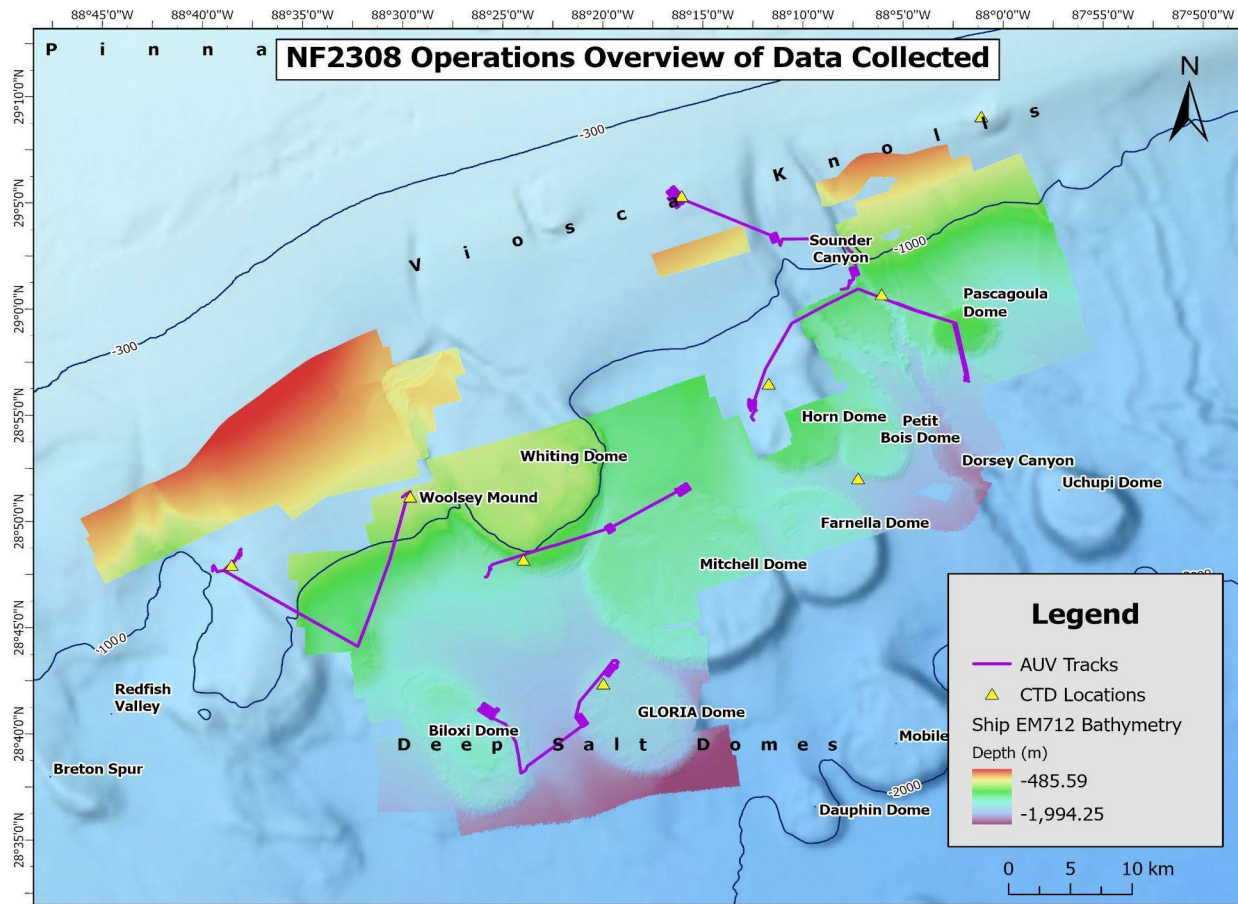 88°45'0"W 88°40'0"W 88°35'0"W 88°30'0"W 88°25'0"W 88°20'0"W 88°15'0"W 88°10'0"W 88°5'0"W 88°0'0"W 87°55'0"W 87°50'0"W
P i n n a
NF2308 Operations Overview of Data Collected
N
29°10'0"N
-300
K n o l l s
29°5'0"N
V i o s c a
Sounder
Canyon
-1000
29°0'0"N
Pascagoula
Dome
-300
28°55'0"N
Horn Dome
Petit
Bois Dome
Whiting Dome
Dorsey Canyon
Uchupi Dome
Woolsey Mound
28°50'0"N
Farnella Dome
Mitchell Dome
28°45'0"N
-1000
Redfish
Valley
GLORIA Dome
Biloxi Dome
28°40'0"N
Mobile
D e e p S a l t D o m e s
Breton Spur
-2000
Dauphin Dome
28°35'0"N
Legend
AUV Tracks
CTD Locations
Ship EM712 Bathymetry
Depth (m)
-485.59
-1,994.25
0 5 10 km